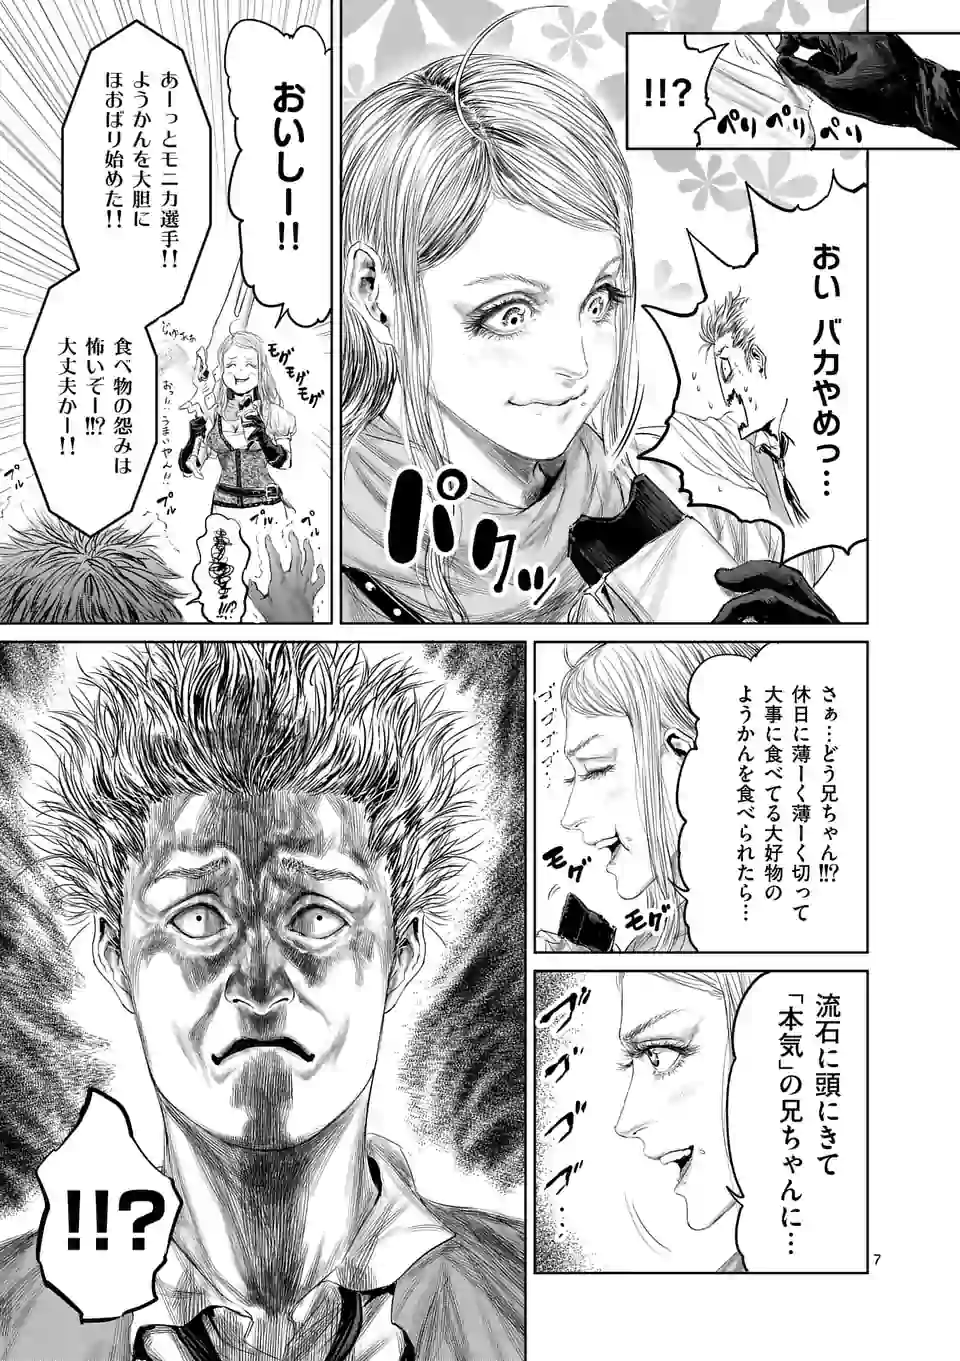 !!?
ペリ
ペリ
ペリ
おい バカやめっ…
パクッ
おいしー!!
モグモグ
おっ!!うまいやん!!
プル
プル
プル
プル
あーっとモニカ選手!!
ようかんを大胆に
ほおばり始めた!!
食べ物の怨みは
怖いぞー!!?
大丈夫かー!!
!!?
さぁ…どう兄ちゃん!!?
休日に薄ーく薄ーく切って
大事に食べてる大好物の
ようかんを食べられたら…
モグ
モグ
ゴゴゴゴ…
流石に頭にきて
「本気」の兄ちゃんに…
ゴゴゴゴ…
!!?
7